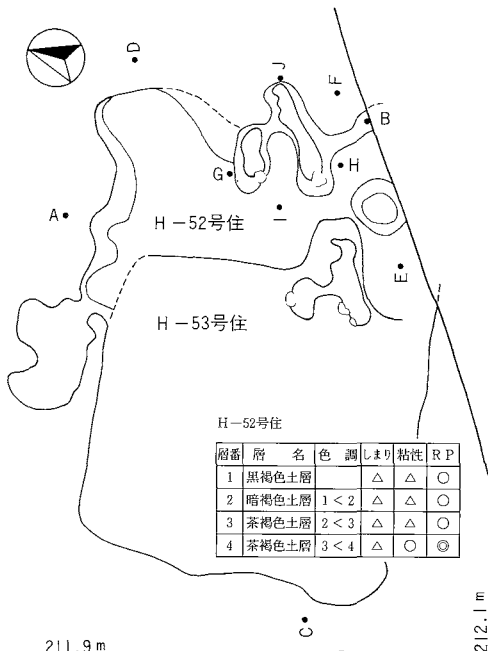 D
J
F
B
G
H
A
I
H－52号住
E
H－53号住
H－52号住
層番 層名 色調 しまり 粘性 RP
1 黒褐色土層 △ △ ○
2 暗褐色土層 1＜2 △ △ ○
3 茶褐色土層 2＜3 △ △ ○
4 茶褐色土層 3＜4 △ ○ ◎
C
211.9m
212.1m